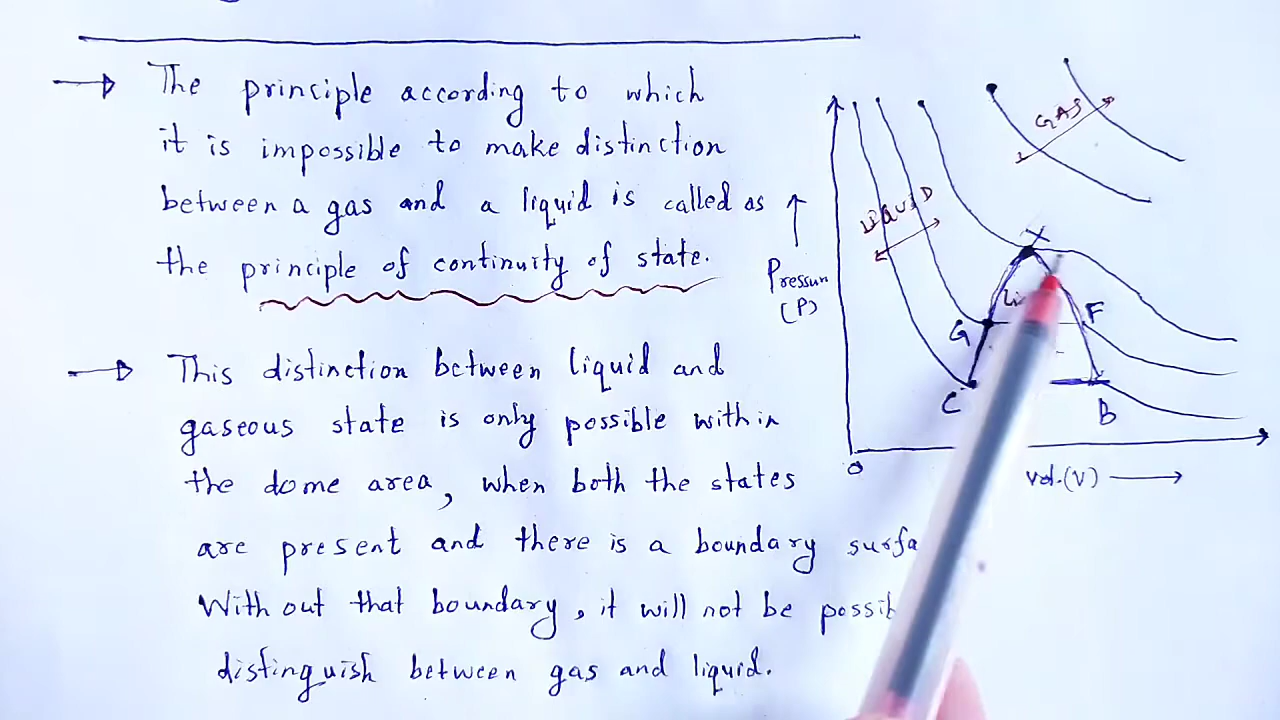 The principle according to which
it is impossible to make distinction
between a gas and a liquid is called as
the principle of continuity of state.
This distinction between liquid and
gaseous state is only possible within
the dome area, when both the states
are present and there is a boundary surfa
With out that boundary, it will not be possib
distinguish between gas and liquid.
GAS
LIQUID
X
Pressure
(P)
G
F
C
B
O
Vol.(V)